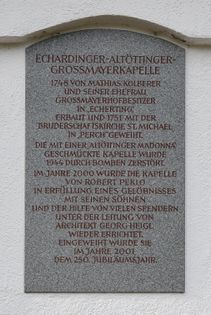 ECHARDINGER-ALTÖTTINGER-
GROSSMAYERKAPELLE
1748 VON MATHIAS KOLBERER
UND SEINER EHEFRAU
GROSSMAYERHOFBESITZER
IN „ECHERTING”
ERBAUT UND 1751 MIT DER
BRUDERSCHAFTSKIRCHE ST. MICHAEL
IN „PERCH” GEWEIHT.
DIE MIT EINER „ALTÖTTINGER MADONNA”
GESCHMÜCKTE KAPELLE WURDE
1944 DURCH BOMBEN ZERSTÖRT.
IM JAHRE 2000 WURDE DIE KAPELLE
VON ROBERT PEKLO
IN ERFÜLLUNG EINES GELÖBNISSES
MIT SEINEN SÖHNEN
UND DER HILFE VON VIELEN SPENDERN
UNTER DER LEITUNG VON
ARCHITEKT GEORG HEIGL
WIEDER ERRICHTET.
EINGEWEIHT WURDE SIE
IM JAHRE 2001
DEM 250. JUBILÄUMSJAHR.